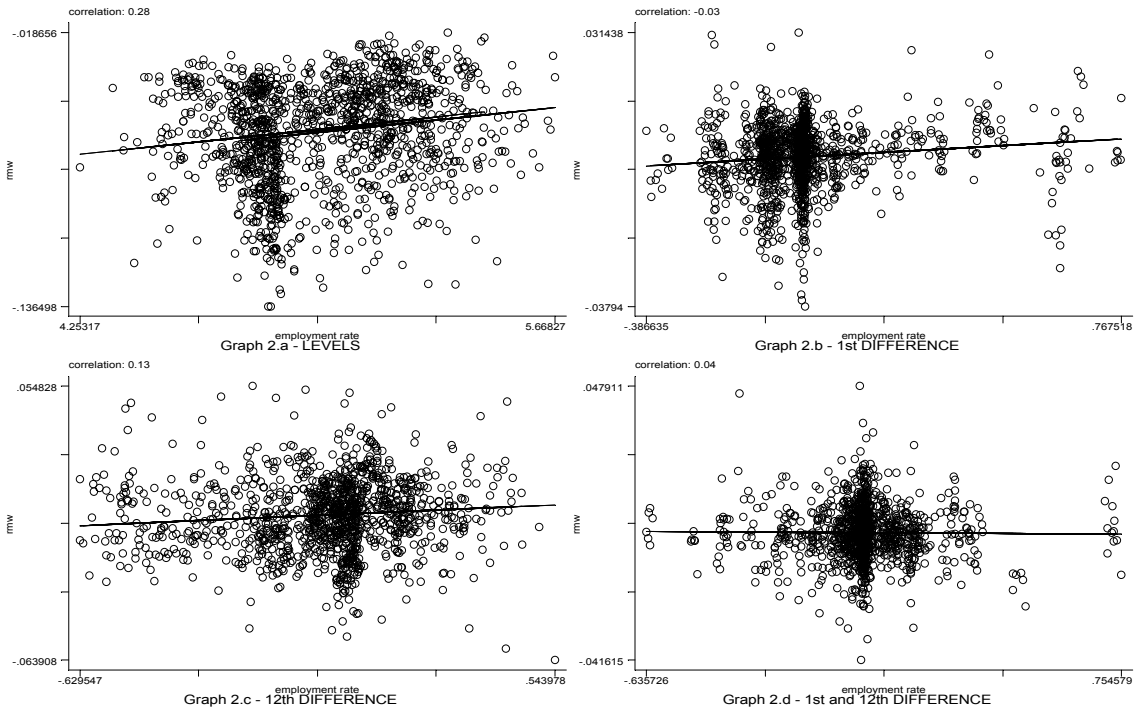 correlation: 0.28
-.018656
rmw
-.136498
4.25317
5.66827
employment rate
Graph 2.a - LEVELS
correlation: -0.03
.031438
rmw
-.03794
-.386635
.767518
employment rate
Graph 2.b - 1st DIFFERENCE
correlation: 0.13
.054828
rmw
-.063908
-.629547
.543978
employment rate
Graph 2.c - 12th DIFFERENCE
correlation: 0.04
.047911
rmw
-.041615
-.635726
.754579
employment rate
Graph 2.d - 1st and 12th DIFFERENCE